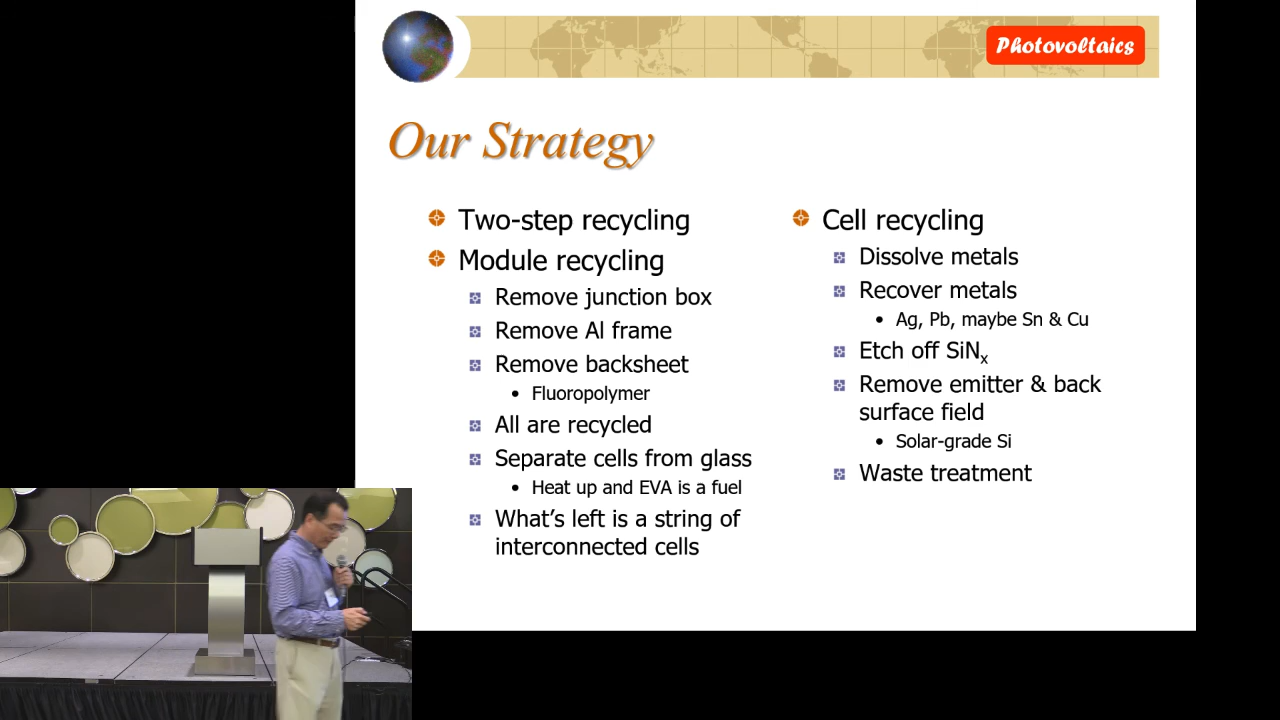 Photovoltaics
Our Strategy
Two-step recycling
Module recycling
Remove junction box
Remove Al frame
Remove backsheet
• Fluoropolymer
All are recycled
Separate cells from glass
• Heat up and EVA is a fuel
What's left is a string of
interconnected cells
Cell recycling
Dissolve metals
Recover metals
• Ag, Pb, maybe Sn & Cu
Etch off SiNx
Remove emitter & back
surface field
• Solar-grade Si
Waste treatment